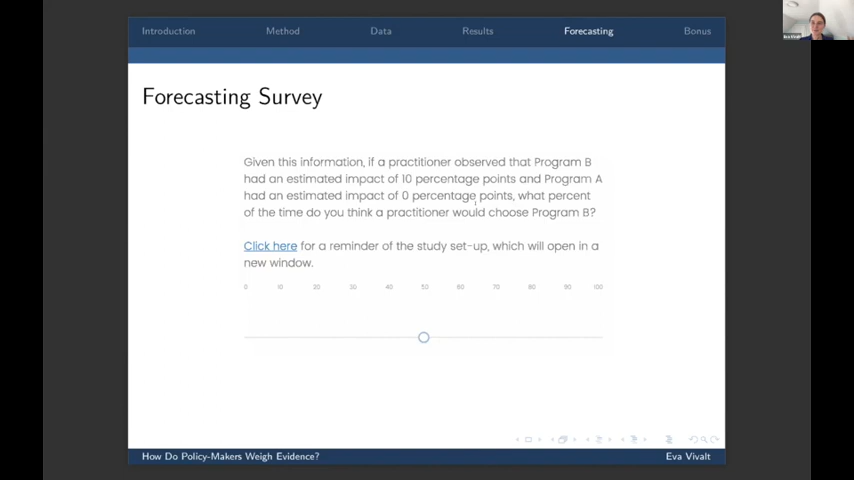 Introduction Method Data Results Forecasting Bonus
Forecasting Survey
Given this information, if a practitioner observed that Program B
had an estimated impact of 10 percentage points and Program A
had an estimated impact of 0 percentage points, what percent
of the time do you think a practitioner would choose Program B?
Click here for a reminder of the study set-up, which will open in a
new window.
0 10 20 30 40 50 60 70 80 90 100
How Do Policy-Makers Weigh Evidence? Eva Vivalt
Eva Vivalt